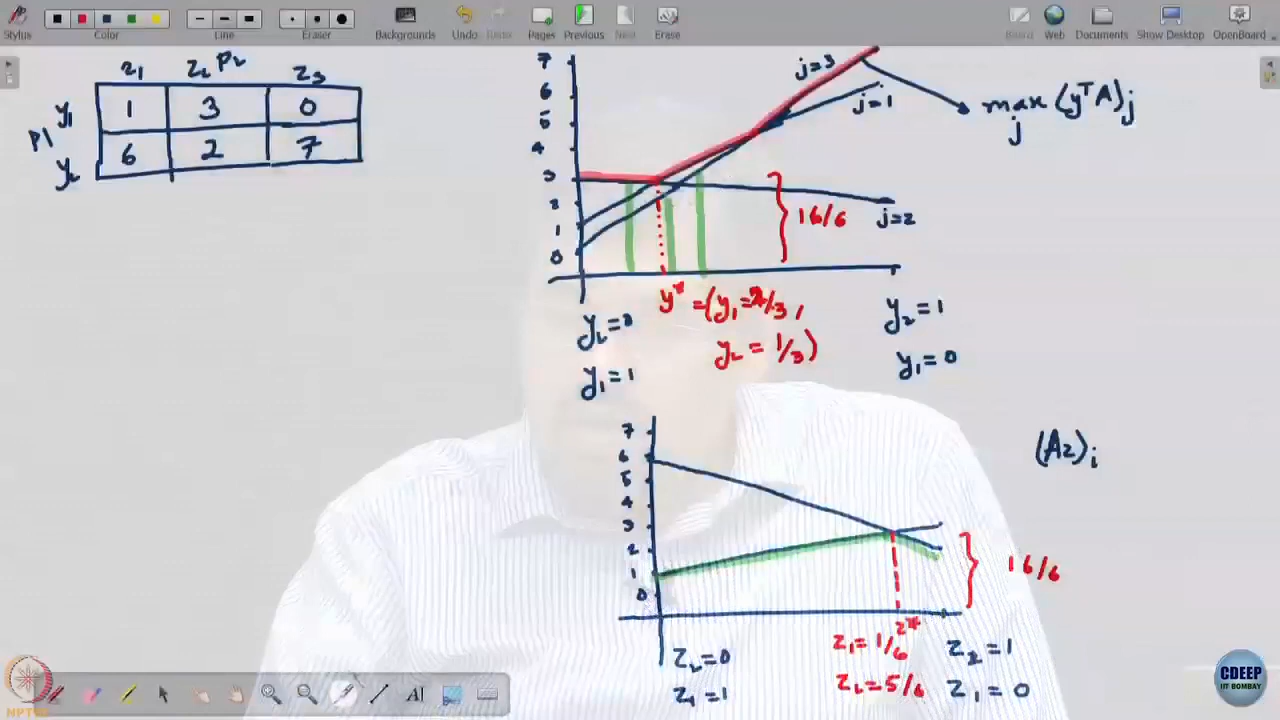 Stylus
Color
Line
Eraser
Backgrounds
Undo
Redo
Pages
Previous
Next
Erase
Board
Web
Documents
Show Desktop
OpenBoard
P2
z1 z2 z3
P1
y1 1 3 0
y2 6 2 7
7
6
5
4
3
2
1
0
j=3
j=1
j=2
max (yᵀA)j
j
16/6
y* =(y1=2/3,
y2 = 1/3)
y2=0
y1=1
y2=1
y1=0
7
6
5
4
3
2
1
0
(Az)i
16/6
z*
z1=1/6
z2=5/6
z2=0
z1=1
z2=1
z1=0
NPTEL
CDEEP
IIT BOMBAY